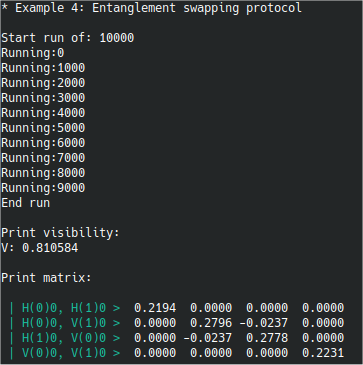 * Example 4: Entanglement swapping protocol
Start run of: 10000
Running:0
Running:1000
Running:2000
Running:3000
Running:4000
Running:5000
Running:6000
Running:7000
Running:8000
Running:9000
End run
Print visibility:
V: 0.810584
Print matrix:
| H(0)0, H(1)0 > 0.2194 0.0000 0.0000 0.0000
| H(0)0, V(1)0 > 0.0000 0.2796 -0.0237 0.0000
| H(1)0, V(0)0 > 0.0000 -0.0237 0.2778 0.0000
| V(0)0, V(1)0 > 0.0000 0.0000 0.0000 0.2231